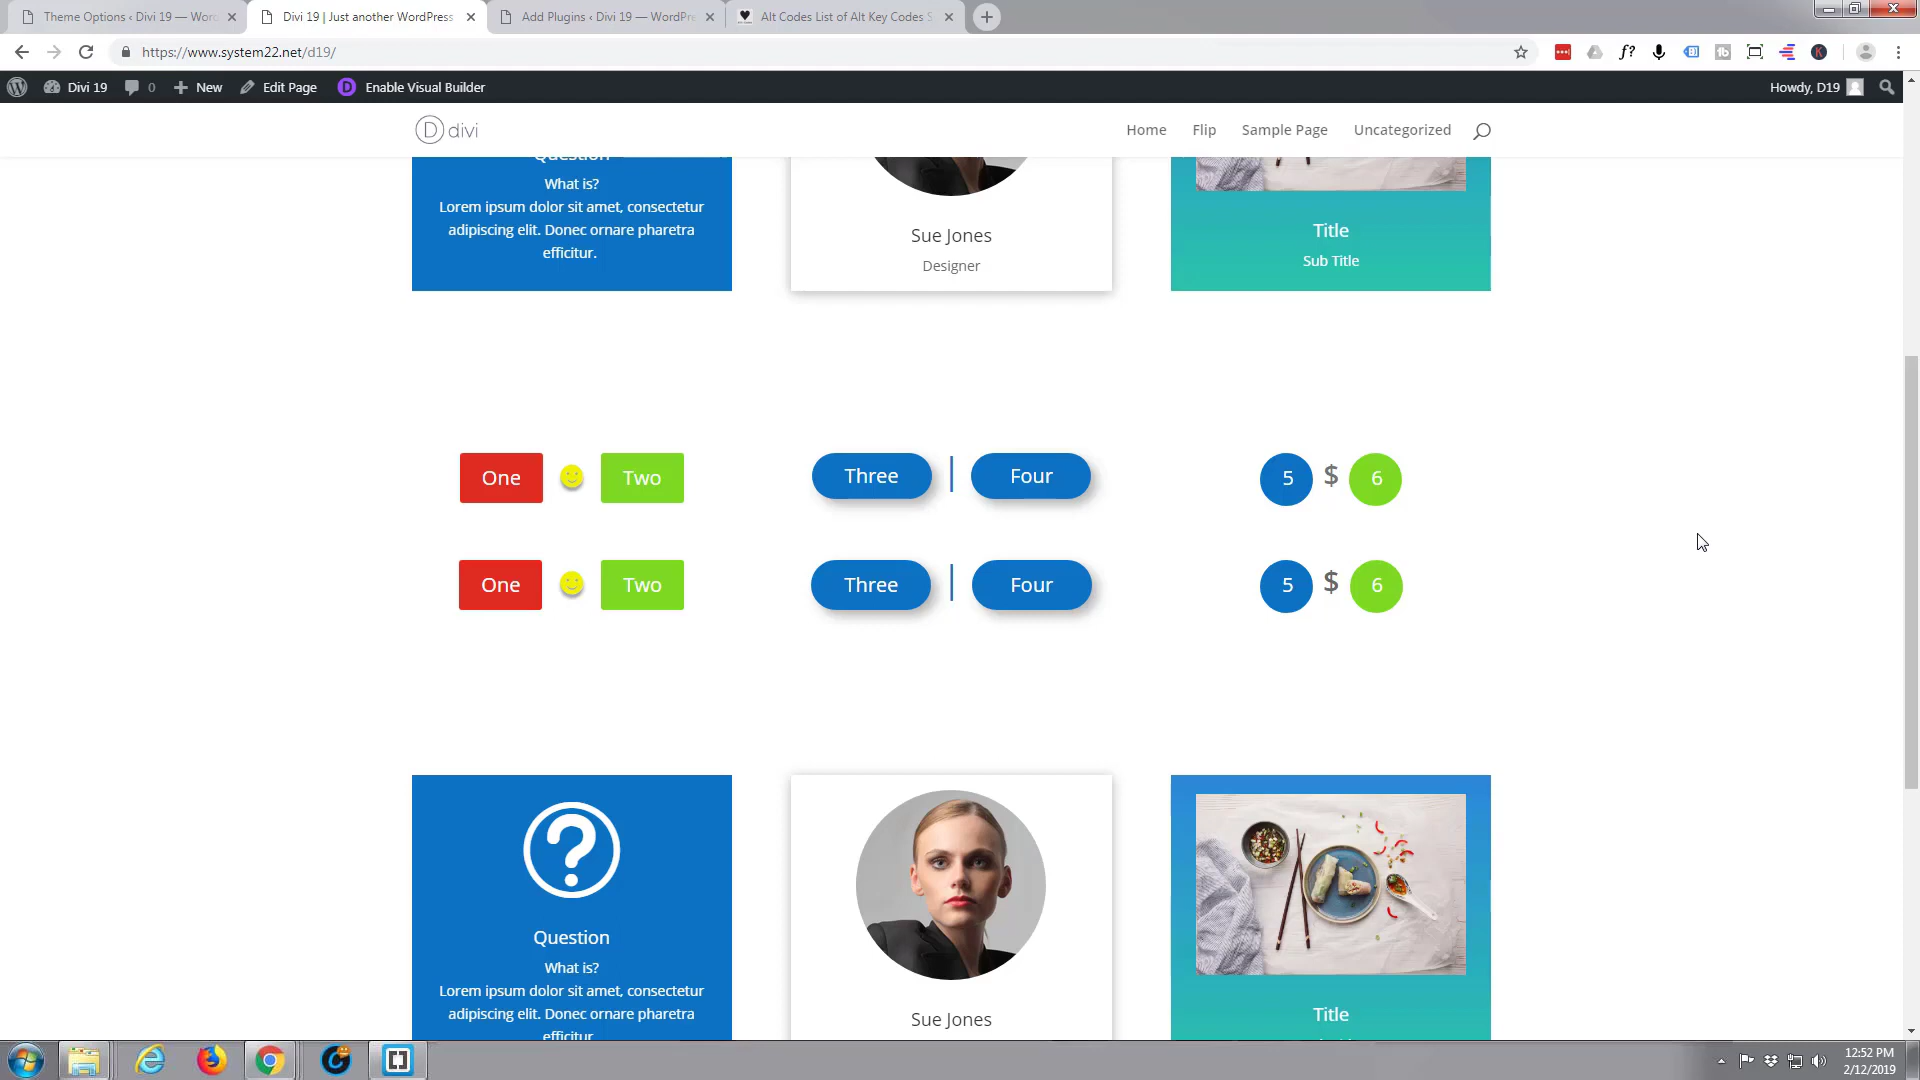 Theme Options ‹ Divi 19 — Wor
Divi 19 | Just another WordPress
Add Plugins ‹ Divi 19 — WordPre
Alt Codes List of Alt Key Codes S
https://www.system22.net/d19/
Divi 19
0
New
Edit Page
Enable Visual Builder
Howdy, D19
divi
Home
Flip
Sample Page
Uncategorized
Question
What is?
Lorem ipsum dolor sit amet, consectetur
adipiscing elit. Donec ornare pharetra
efficitur.
Sue Jones
Designer
Title
Sub Title
One
Two
Three
|
Four
5
$
6
One
Two
Three
|
Four
5
$
6
Question
What is?
Lorem ipsum dolor sit amet, consectetur
adipiscing elit. Donec ornare pharetra
efficitur.
Sue Jones
Title
12:52 PM
2/12/2019